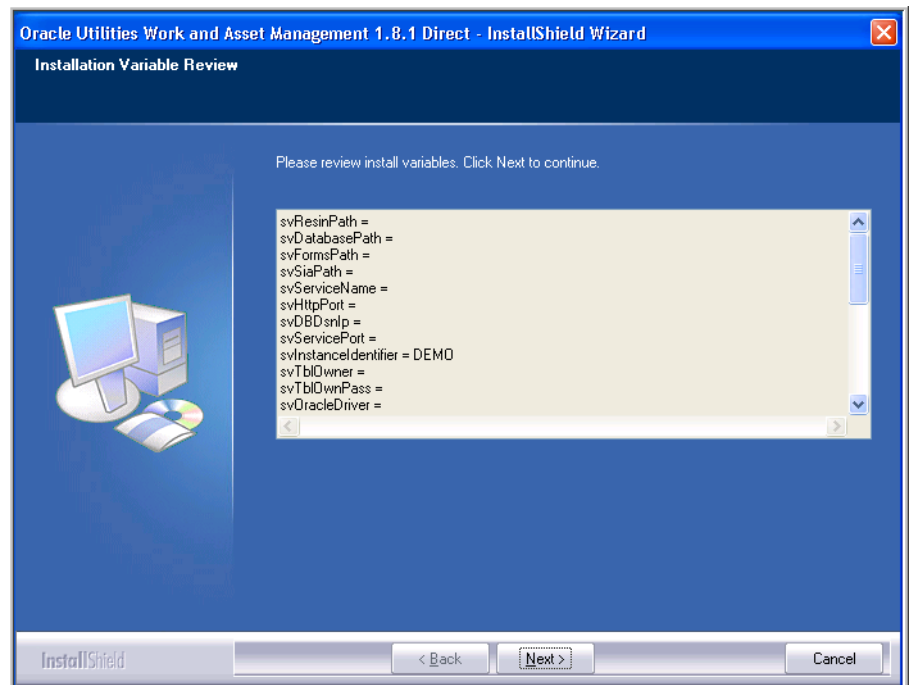 Oracle Utilities Work and Asset Management 1.8.1 Direct - InstallShield Wizard
Installation Variable Review
Please review install variables. Click Next to continue.
svResinPath =
svDatabasePath =
svFormsPath =
svSiaPath =
svServiceName =
svHttpPort =
svDBDsnIp =
svServicePort =
svInstanceIdentifier = DEMO
svTblOwner =
svTblOwnPass =
svOracleDriver =
InstallShield
< Back
Next >
Cancel